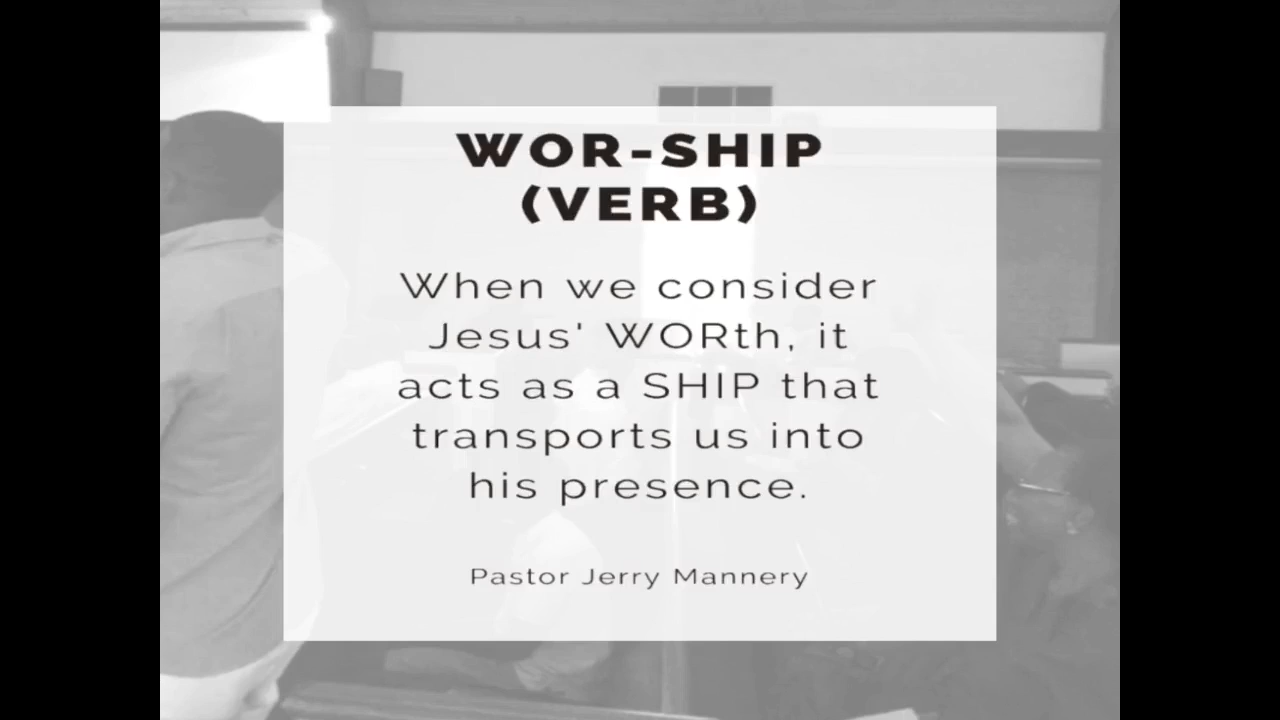 WOR-SHIP
(VERB)
When we consider
Jesus' WORth, it
acts as a SHIP that
transports us into
his presence.
Pastor Jerry Mannery